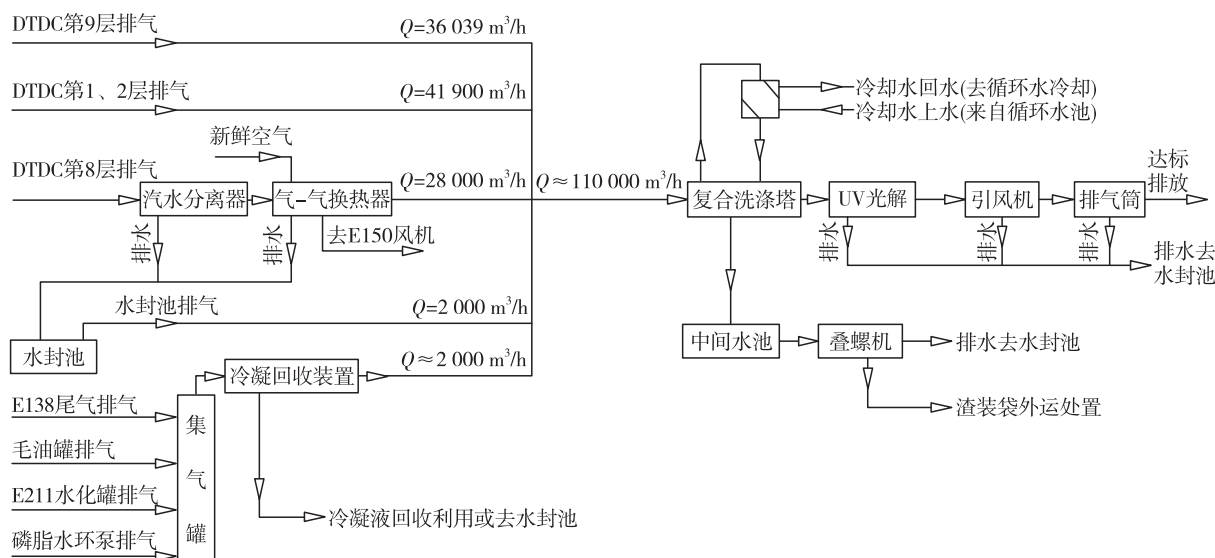 DTDC第9层排气
Q=36 039 m³/h
DTDC第1、2层排气
Q=41 900 m³/h
新鲜空气
DTDC第8层排气
汽水分离器
气-气换热器
Q=28 000 m³/h
Q≈110 000 m³/h
排水
排水
去E150风机
水封池排气
Q=2 000 m³/h
水封池
冷凝回收装置
Q≈2 000 m³/h
E138尾气排气
毛油罐排气
E211水化罐排气
磷脂水环泵排气
集气罐
冷凝液回收利用或去水封池
冷却水回水(去循环水冷却)
冷却水上水(来自循环水池)
复合洗涤塔
UV光解
引风机
排气筒
达标
排放
排水
排水
排水
排水去
水封池
中间水池
叠螺机
排水去水封池
渣装袋外运处置